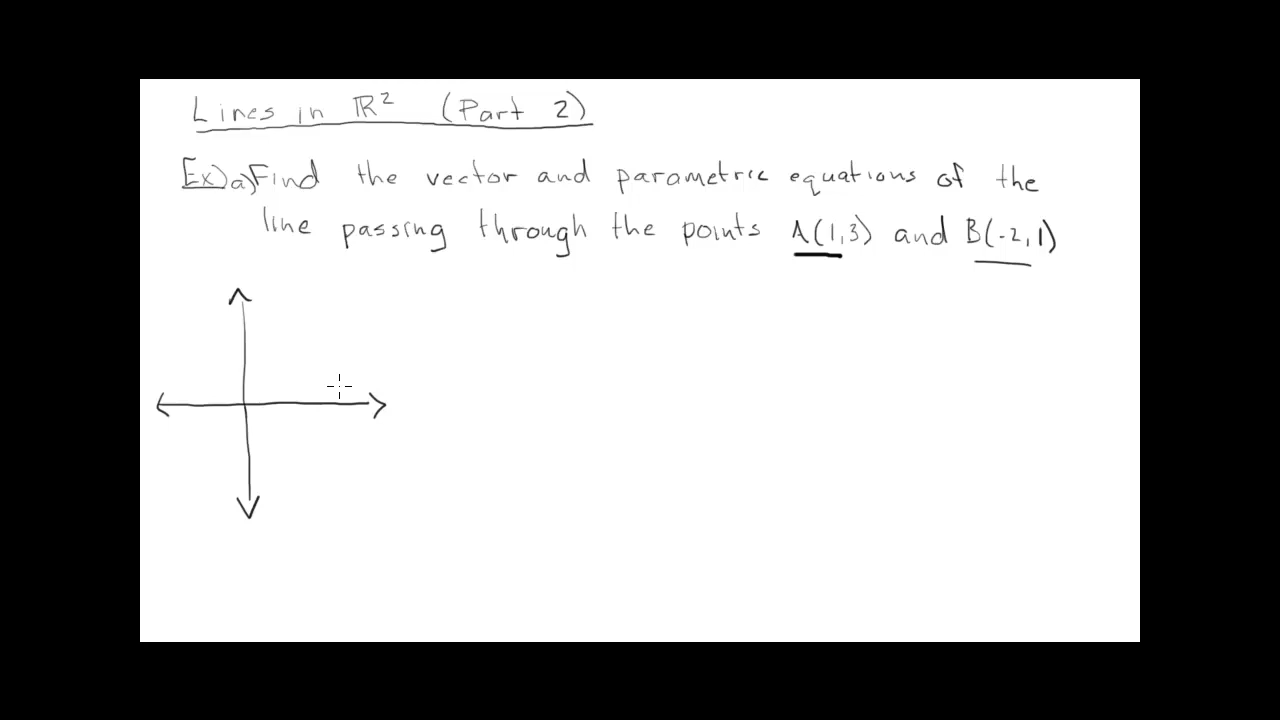 Lines in ℝ² (Part 2)
Ex) a) Find the vector and parametric equations of the
line passing through the points A(1,3) and B(-2,1)